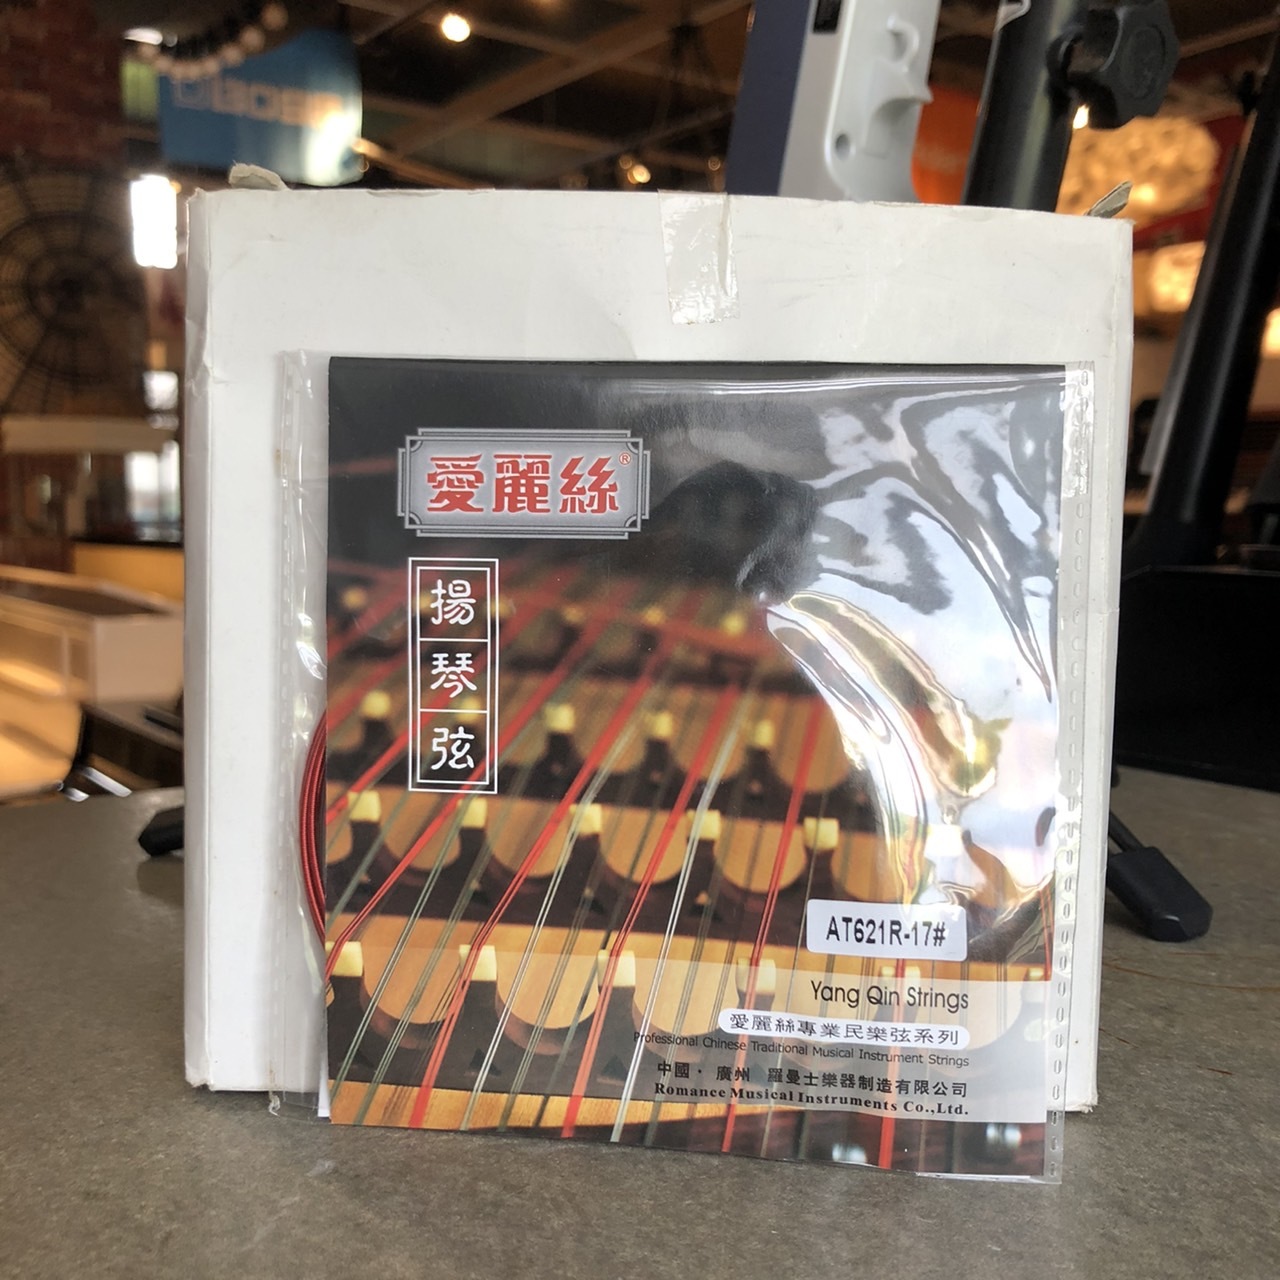 BOSS
愛麗絲®
揚琴弦
AT621R-17#
Yang Qin Strings
愛麗絲專業民樂弦系列
Professional Chinese Traditional Musical Instrument Strings
中國·廣州 羅曼士樂器制造有限公司
Romance Musical Instruments Co.,Ltd.